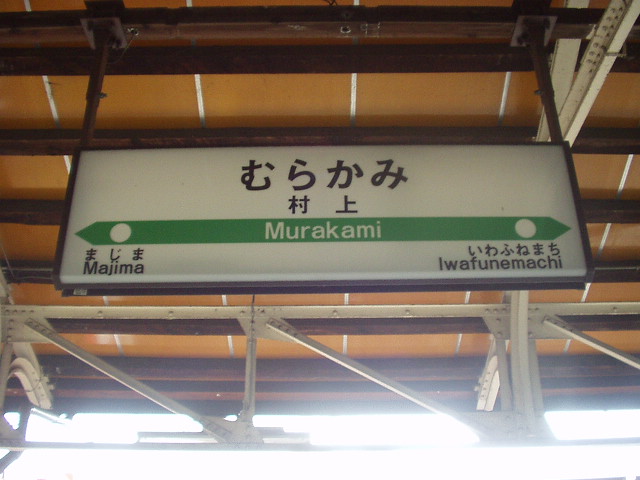 むらかみ
村上
Murakami
まじま
Majima
いわふねまち
Iwafunemachi